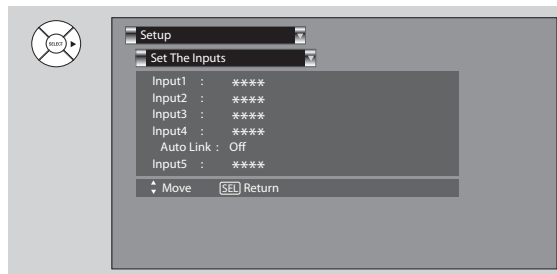 SELECT
Setup
Set The Inputs
Input1 : ****
Input2 : ****
Input3 : ****
Input4 : ****
Auto Link : Off
Input5 : ****
Move SEL Return